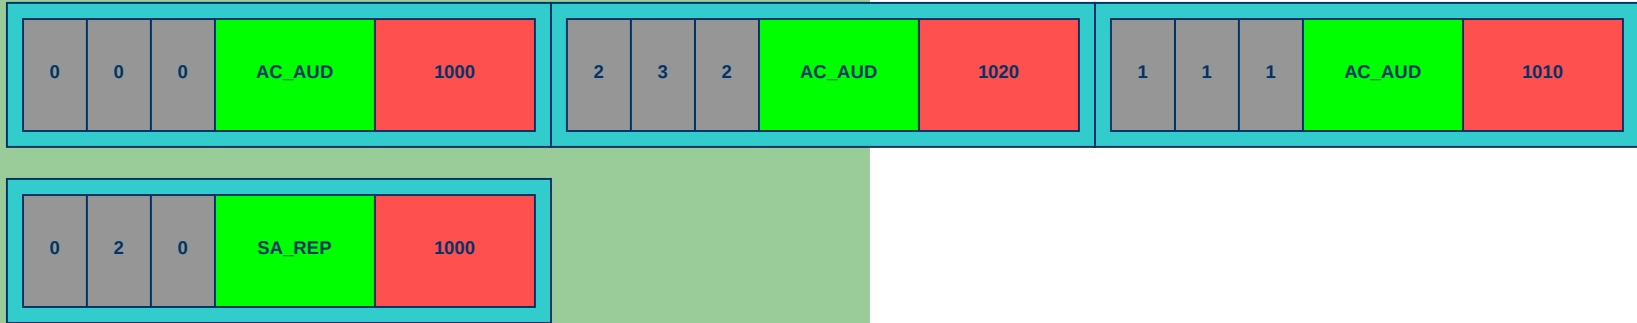 0 0 0 AC_AUD 1000 2 3 2 AC_AUD 1020 1 1 1 AC_AUD 1010
0 2 0 SA_REP 1000